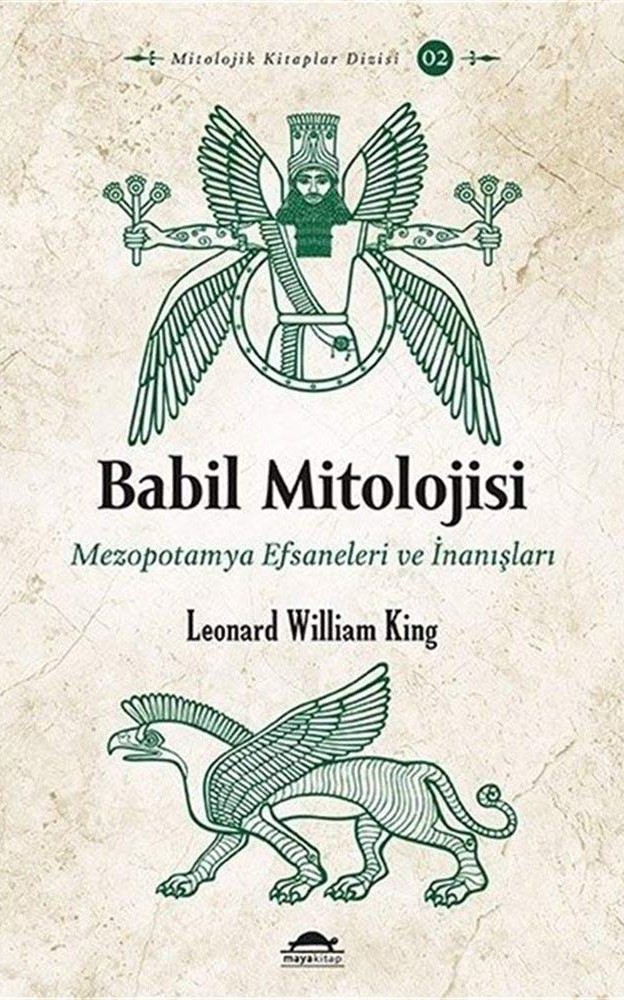 Mitolojik Kitaplar Dizisi 02
Babil Mitolojisi
Mezopotamya Efsaneleri ve İnanışları
Leonard William King
mayakitap